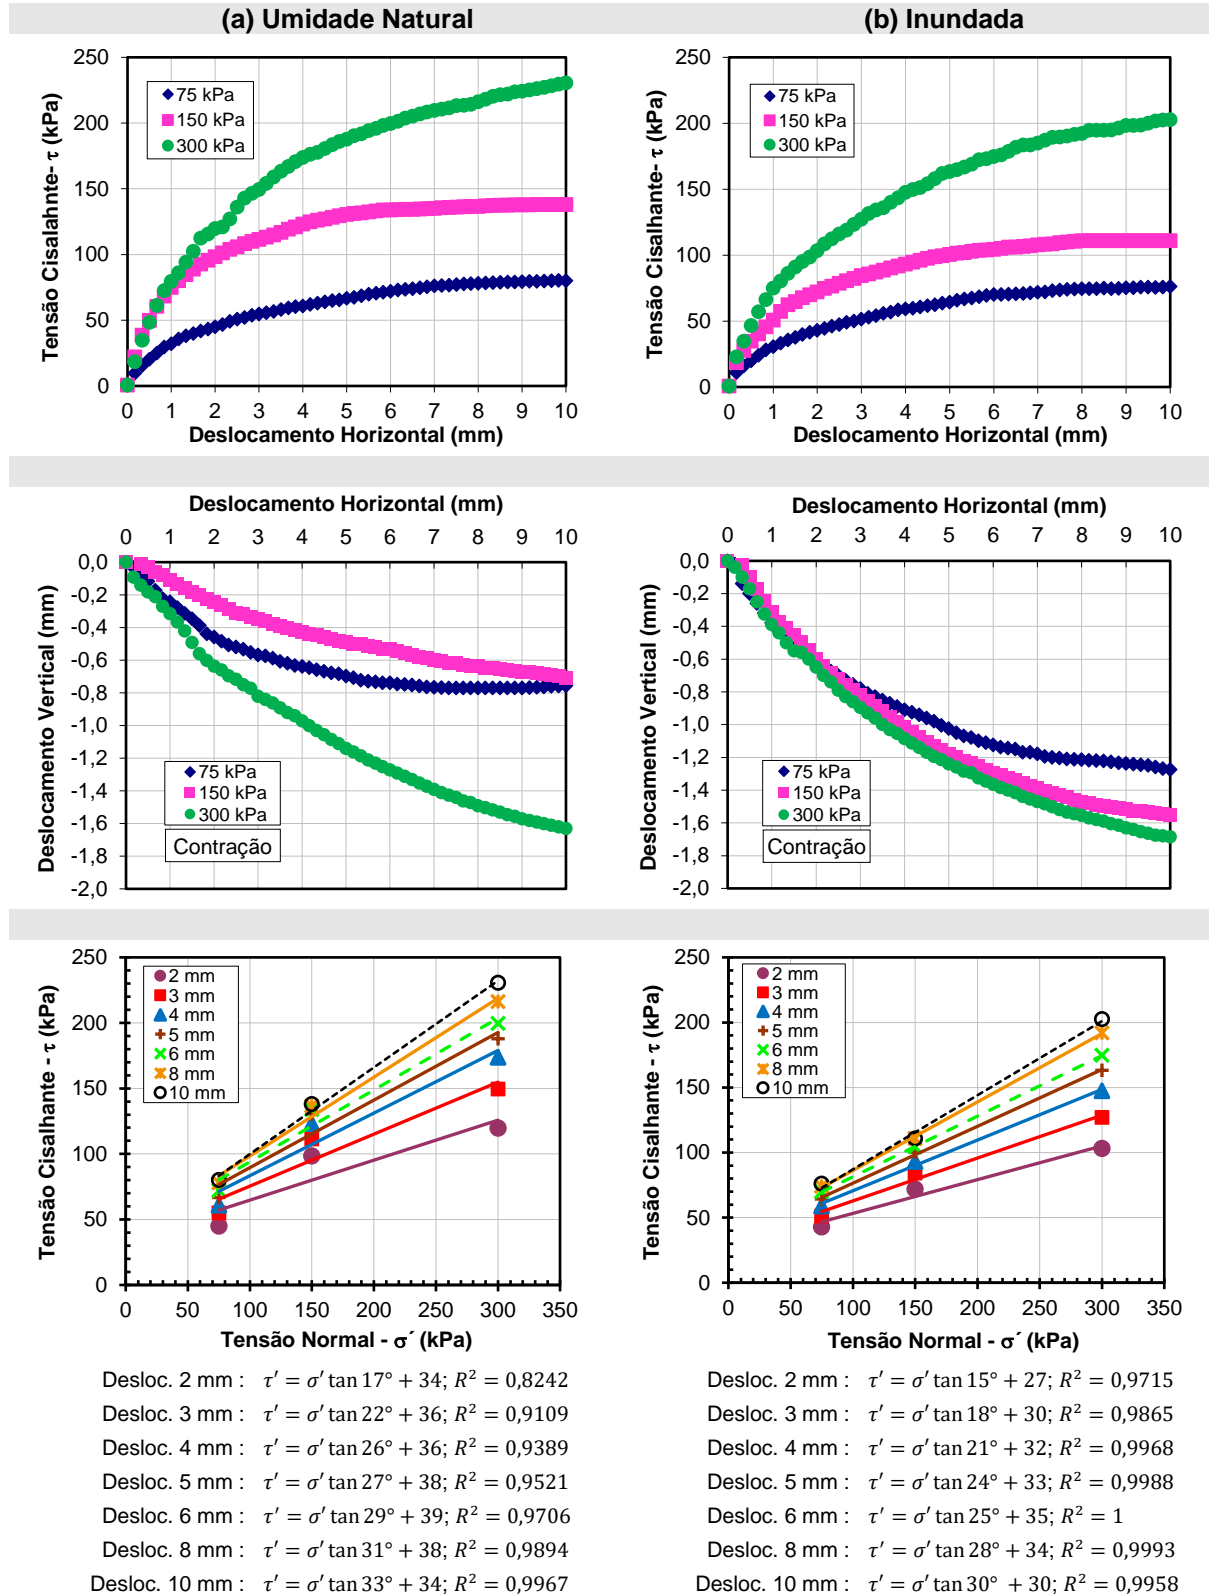 (a) Umidade Natural
(b) Inundada
Tensão Cisalahnte- τ (kPa)
250
200
150
100
50
0
75 kPa
150 kPa
300 kPa
0 1 2 3 4 5 6 7 8 9 10
Deslocamento Horizontal (mm)
Tensão Cisalhante- τ (kPa)
250
200
150
100
50
0
75 kPa
150 kPa
300 kPa
0 1 2 3 4 5 6 7 8 9 10
Deslocamento Horizontal (mm)
Deslocamento Horizontal (mm)
0 1 2 3 4 5 6 7 8 9 10
Deslocamento Vertical (mm)
0,0
-0,2
-0,4
-0,6
-0,8
-1,0
-1,2
-1,4
-1,6
-1,8
-2,0
75 kPa
150 kPa
300 kPa
Contração
Deslocamento Horizontal (mm)
0 1 2 3 4 5 6 7 8 9 10
Deslocamento Vertical (mm)
0,0
-0,2
-0,4
-0,6
-0,8
-1,0
-1,2
-1,4
-1,6
-1,8
-2,0
75 kPa
150 kPa
300 kPa
Contração
Tensão Cisalhante - τ (kPa)
250
200
150
100
50
0
2 mm
3 mm
4 mm
5 mm
6 mm
8 mm
10 mm
0 50 100 150 200 250 300 350
Tensão Normal - σ´ (kPa)
Tensão Cisalhante - τ (kPa)
250
200
150
100
50
0
2 mm
3 mm
4 mm
5 mm
6 mm
8 mm
10 mm
0 50 100 150 200 250 300 350
Tensão Normal - σ´ (kPa)
Desloc. 2 mm : τ′ = σ′ tan 17° + 34; R² = 0,8242
Desloc. 3 mm : τ′ = σ′ tan 22° + 36; R² = 0,9109
Desloc. 4 mm : τ′ = σ′ tan 26° + 36; R² = 0,9389
Desloc. 5 mm : τ′ = σ′ tan 27° + 38; R² = 0,9521
Desloc. 6 mm : τ′ = σ′ tan 29° + 39; R² = 0,9706
Desloc. 8 mm : τ′ = σ′ tan 31° + 38; R² = 0,9894
Desloc. 10 mm : τ′ = σ′ tan 33° + 34; R² = 0,9967
Desloc. 2 mm : τ′ = σ′ tan 15° + 27; R² = 0,9715
Desloc. 3 mm : τ′ = σ′ tan 18° + 30; R² = 0,9865
Desloc. 4 mm : τ′ = σ′ tan 21° + 32; R² = 0,9968
Desloc. 5 mm : τ′ = σ′ tan 24° + 33; R² = 0,9988
Desloc. 6 mm : τ′ = σ′ tan 25° + 35; R² = 1
Desloc. 8 mm : τ′ = σ′ tan 28° + 34; R² = 0,9993
Desloc. 10 mm : τ′ = σ′ tan 30° + 30; R² = 0,9958